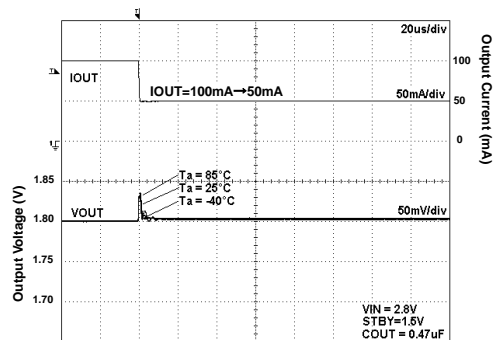 20us/div
IOUT
100
IOUT=100mA→50mA
50mA/div
50
0
Output Current (mA)
1.85
Ta = 85°C
Ta = 25°C
Ta = -40°C
VOUT
50mV/div
1.80
1.75
1.70
Output Voltage (V)
VIN = 2.8V
STBY=1.5V
COUT = 0.47uF